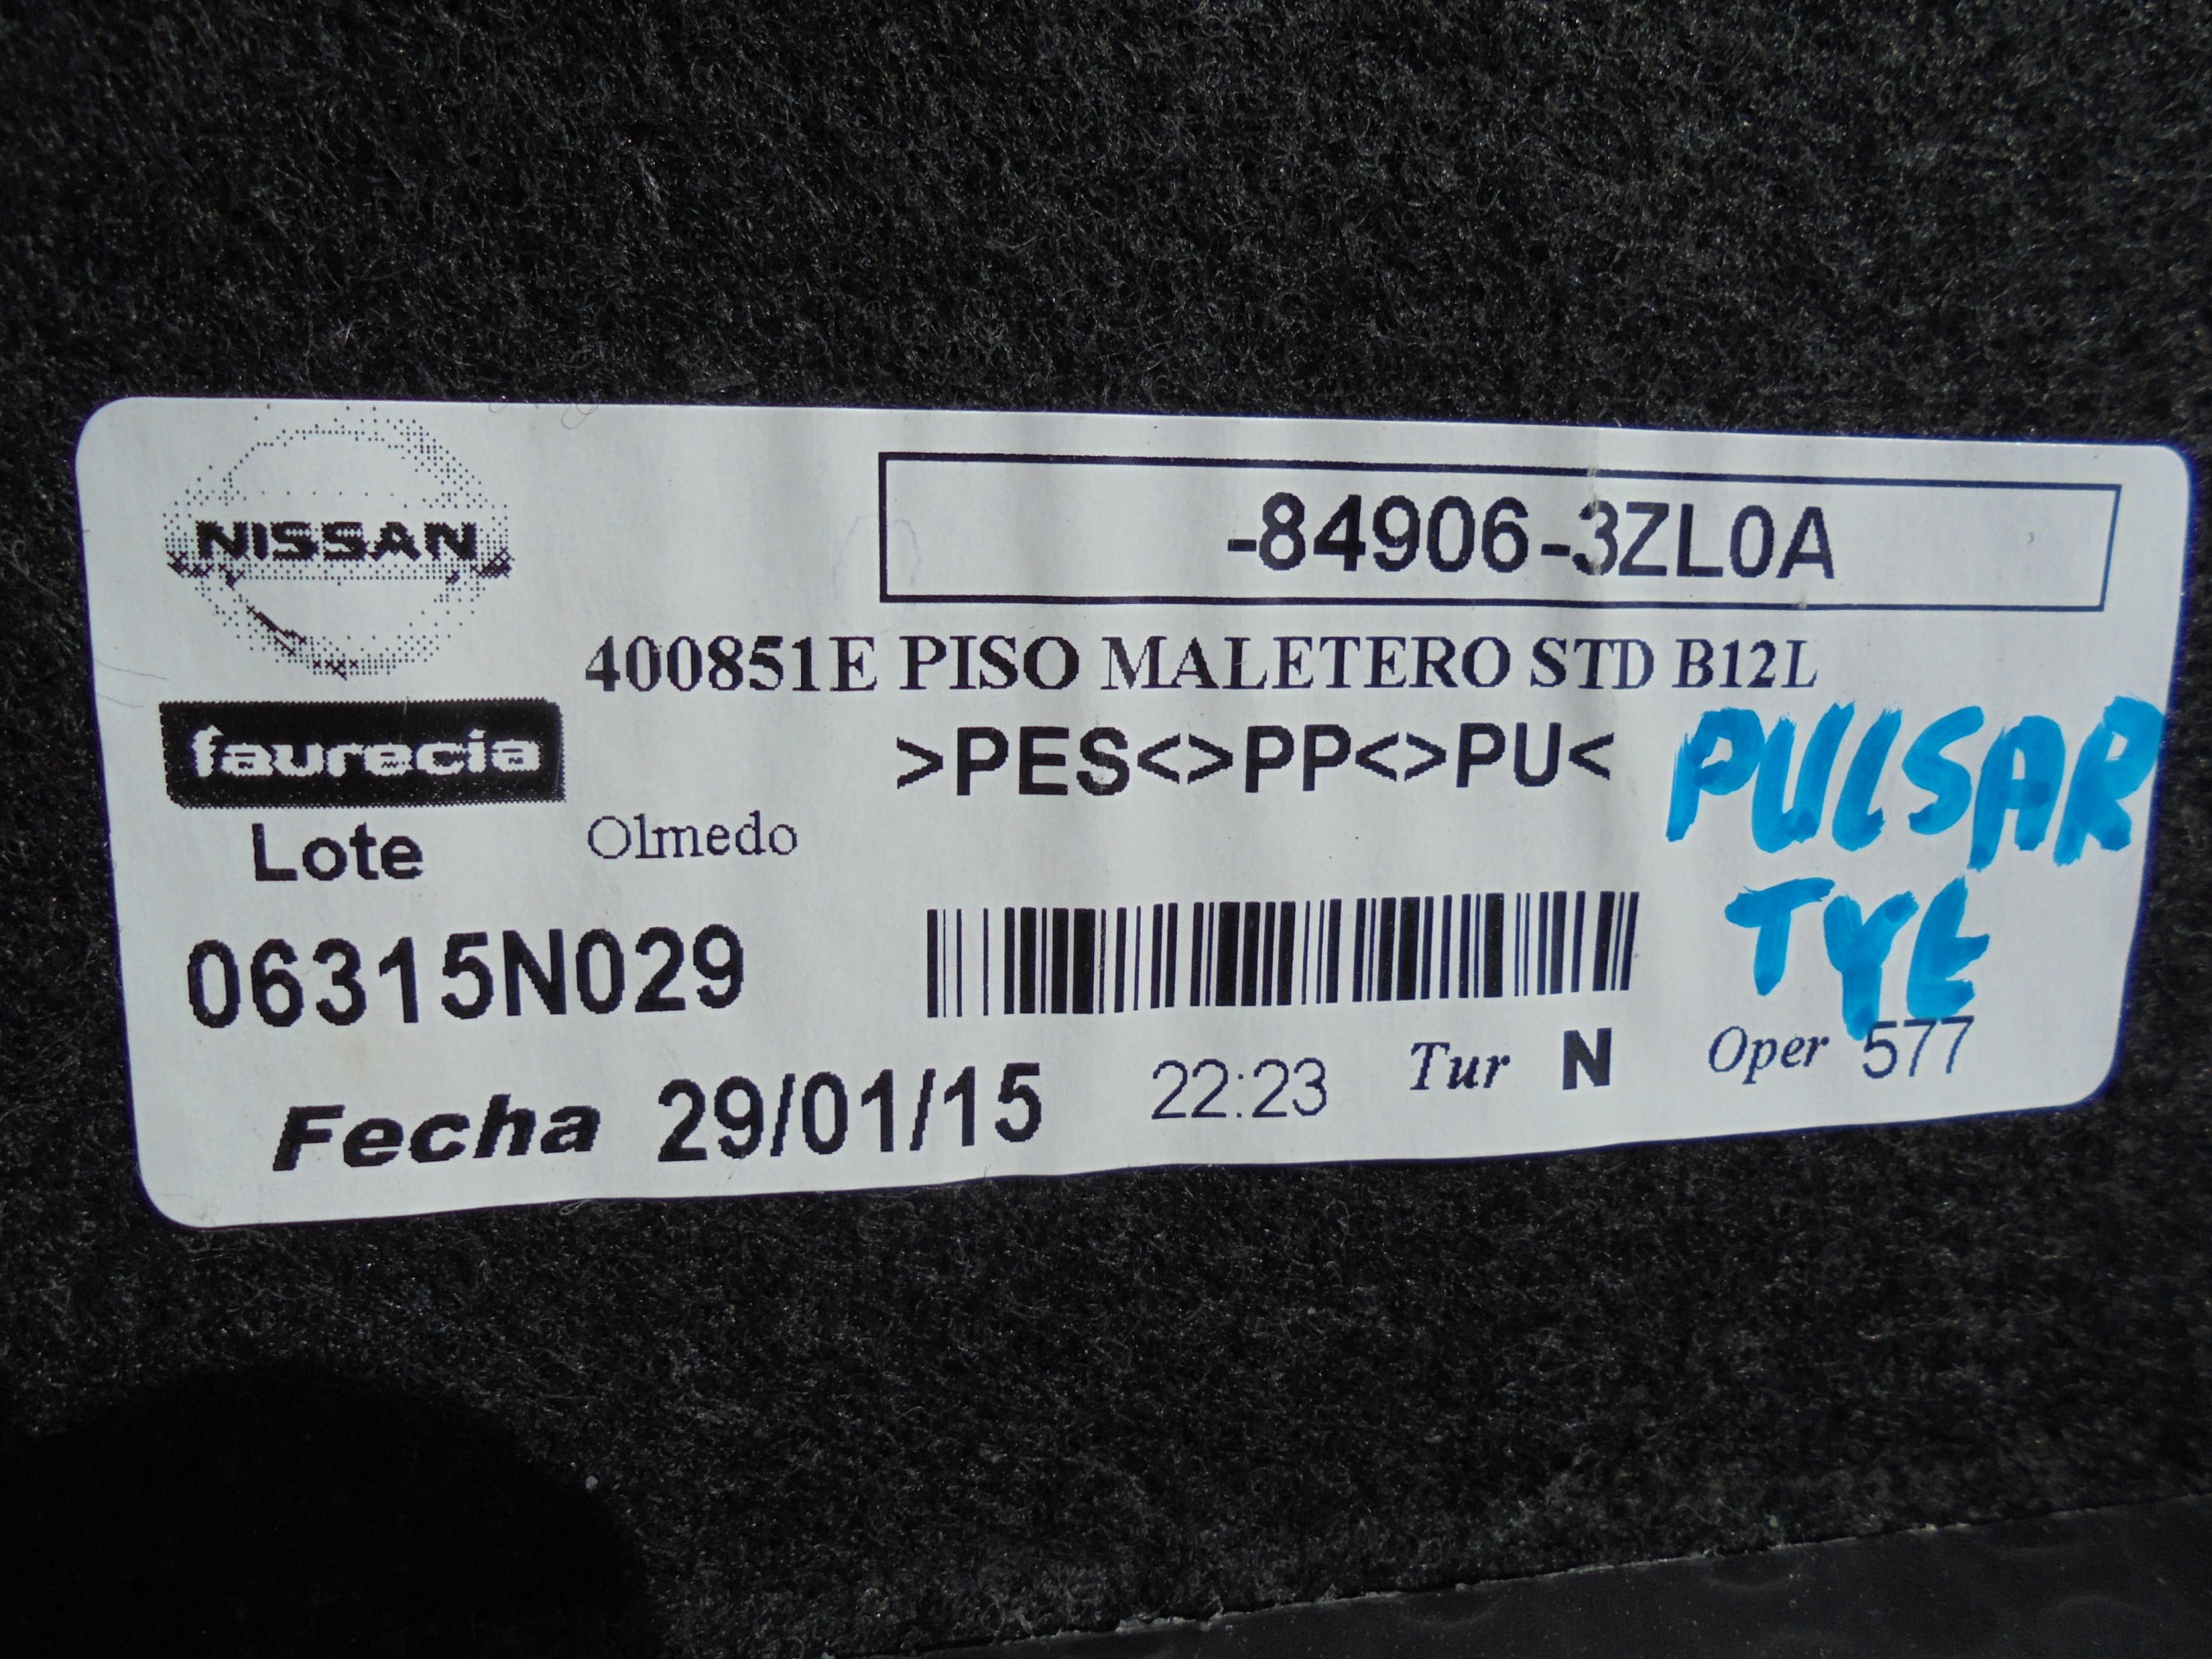 NISSAN
-84906-3ZL0A
400851E PISO MALETERO STD B12L
faurecia
>PES<>PP<>PU<
PULSAR
Lote
Olmedo
TYE
06315N029
Fecha 29/01/15 22:23 Tur N Oper 577